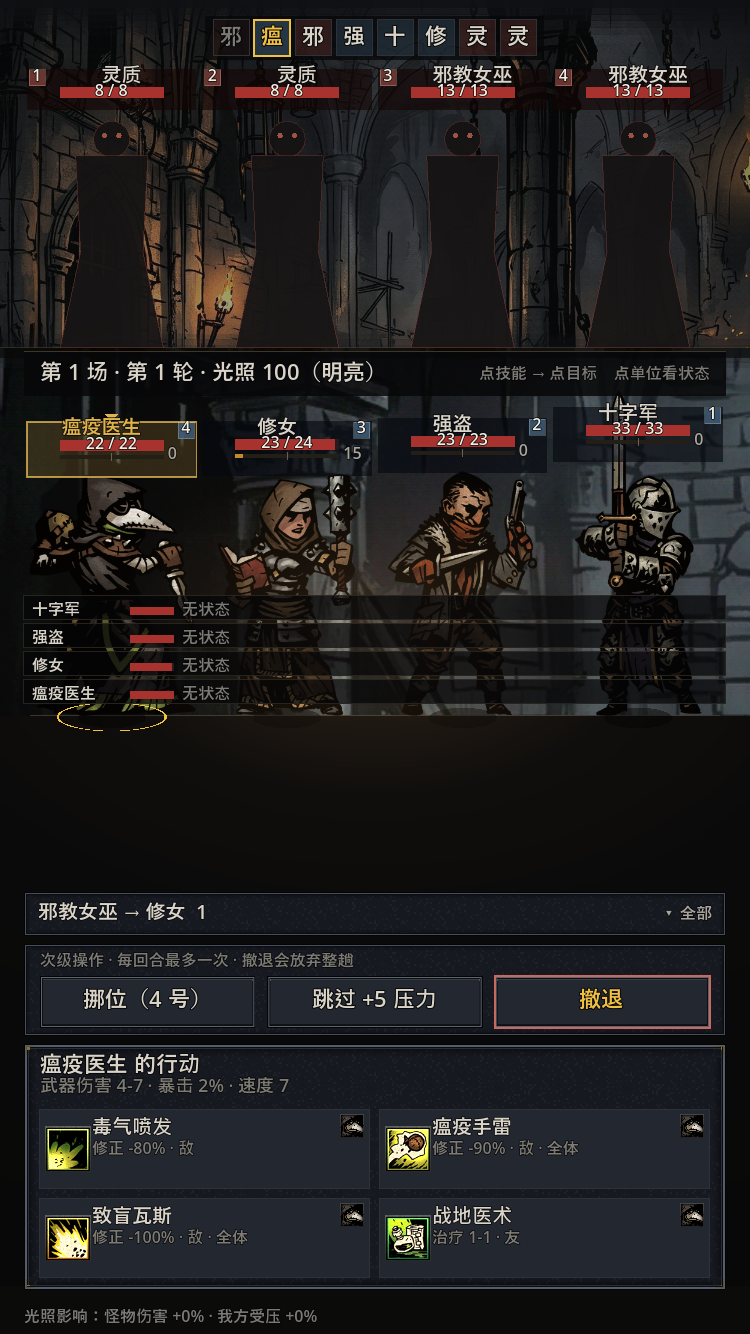 邪 瘟 邪 强 十 修 灵 灵
1 灵质 2 灵质 3 邪教女巫 4 邪教女巫
8 / 8 8 / 8 13 / 13 13 / 13
第 1 场 · 第 1 轮 · 光照 100（明亮） 点技能 → 点目标 点单位看状态
瘟疫医生 4 修女 3 强盗 2 十字军 1
22 / 22 0 23 / 24 15 23 / 23 0 33 / 33 0
十字军 无状态
强盗 无状态
修女 无状态
瘟疫医生 无状态
邪教女巫 → 修女 1 ▾ 全部
次级操作 · 每回合最多一次 · 撤退会放弃整趟
挪位（4 号） 跳过 +5 压力 撤退
瘟疫医生 的行动
武器伤害 4-7 · 暴击 2% · 速度 7
毒气喷发
修正 -80% · 敌
瘟疫手雷
修正 -90% · 敌 · 全体
致盲瓦斯
修正 -100% · 敌 · 全体
战地医术
治疗 1-1 · 友
光照影响：怪物伤害 +0% · 我方受压 +0%